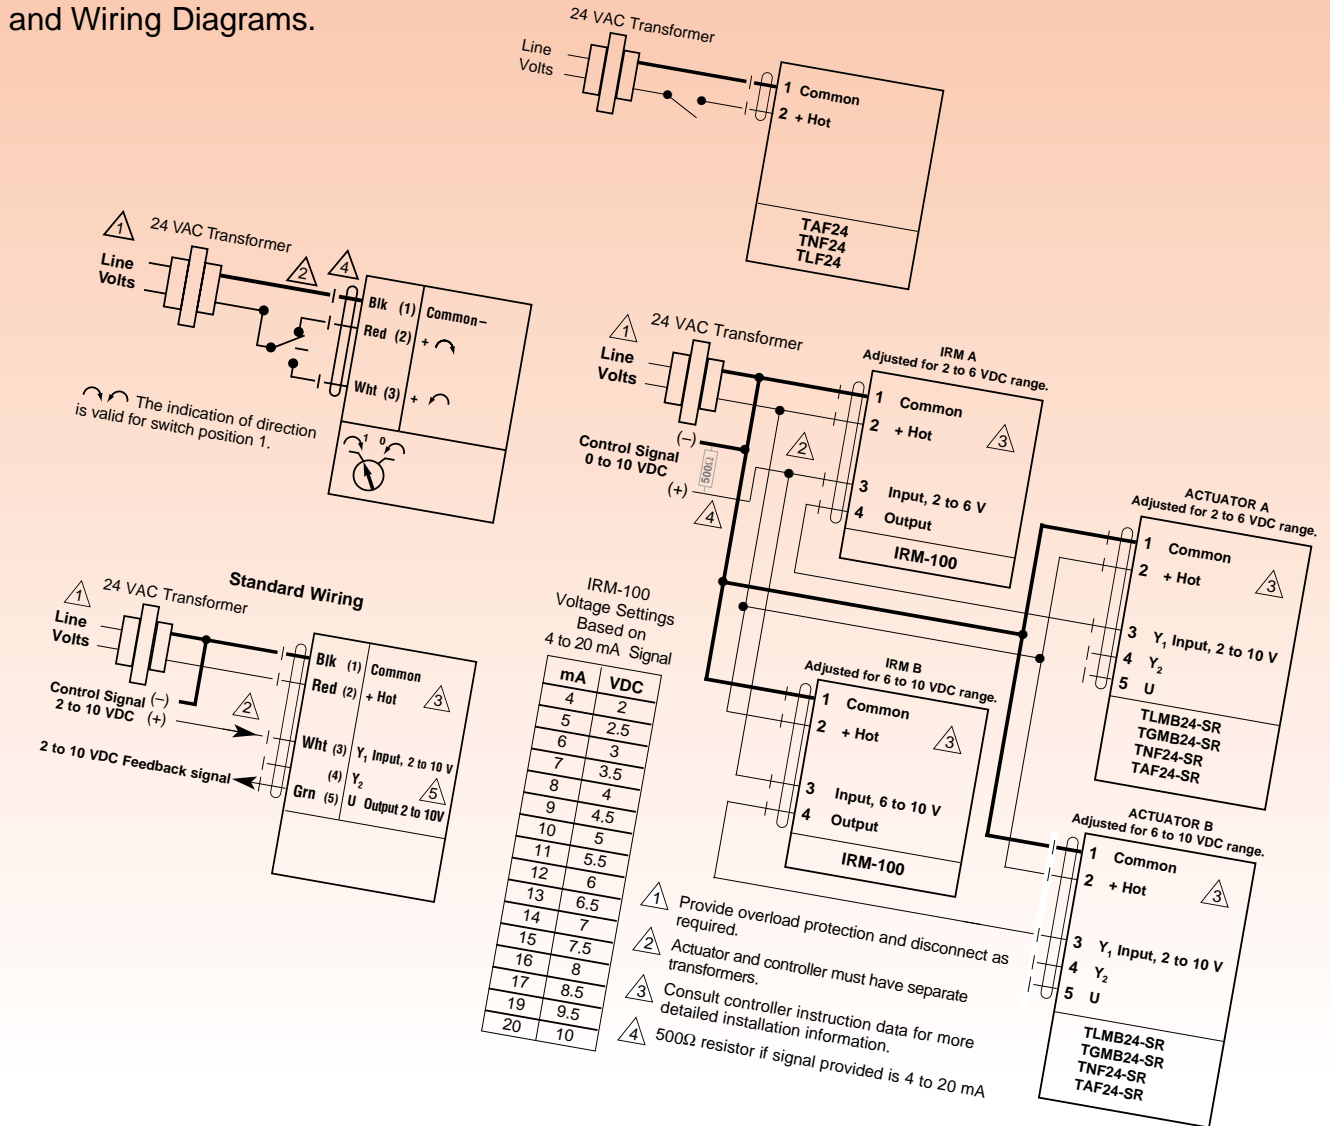 and Wiring Diagrams.
24 VAC Transformer
Line
Volts
1 Common
2 + Hot
TAF24
TNF24
TLF24
1
24 VAC Transformer
Line
Volts
2
4
Blk (1) Common –
Red (2) +
Wht (3) +
1 0
The indication of direction
is valid for switch position 1.
Standard Wiring
1
24 VAC Transformer
Line
Volts
Control Signal (–)
2 to 10 VDC (+)
2
2 to 10 VDC Feedback signal
Blk (1) Common
Red (2) + Hot
3
Wht (3) Y1 Input, 2 to 10 V
(4) Y2
5
Grn (5) U Output 2 to 10V
1
24 VAC Transformer
Line
Volts
(–)
Control Signal
0 to 10 VDC
(+)
500Ω
4
2
IRM A
Adjusted for 2 to 6 VDC range.
1 Common
2 + Hot
3
3 Input, 2 to 6 V
4 Output
IRM-100
IRM B
Adjusted for 6 to 10 VDC range.
1 Common
2 + Hot
3
3 Input, 6 to 10 V
4 Output
IRM-100
ACTUATOR A
Adjusted for 2 to 6 VDC range.
1 Common
2 + Hot
3
3 Y1 Input, 2 to 10 V
4 Y2
5 U
TLMB24-SR
TGMB24-SR
TNF24-SR
TAF24-SR
ACTUATOR B
Adjusted for 6 to 10 VDC range.
1 Common
2 + Hot
3
3 Y1 Input, 2 to 10 V
4 Y2
5 U
TLMB24-SR
TGMB24-SR
TNF24-SR
TAF24-SR
IRM-100
Voltage Settings
Based on
4 to 20 mA Signal
mA VDC
4 2
5 2.5
6 3
7 3.5
8 4
9 4.5
10 5
11 5.5
12 6
13 6.5
14 7
15 7.5
16 8
17 8.5
19 9.5
20 10
1 Provide overload protection and disconnect as
required.
2 Actuator and controller must have separate
transformers.
3 Consult controller instruction data for more
detailed installation information.
4 500Ω resistor if signal provided is 4 to 20 mA